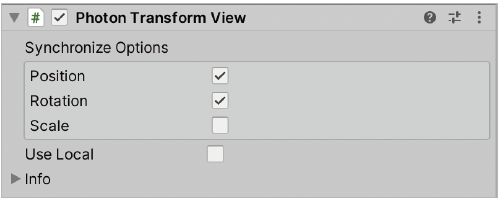 Photon Transform View
Synchronize Options
Position
Rotation
Scale
Use Local
Info